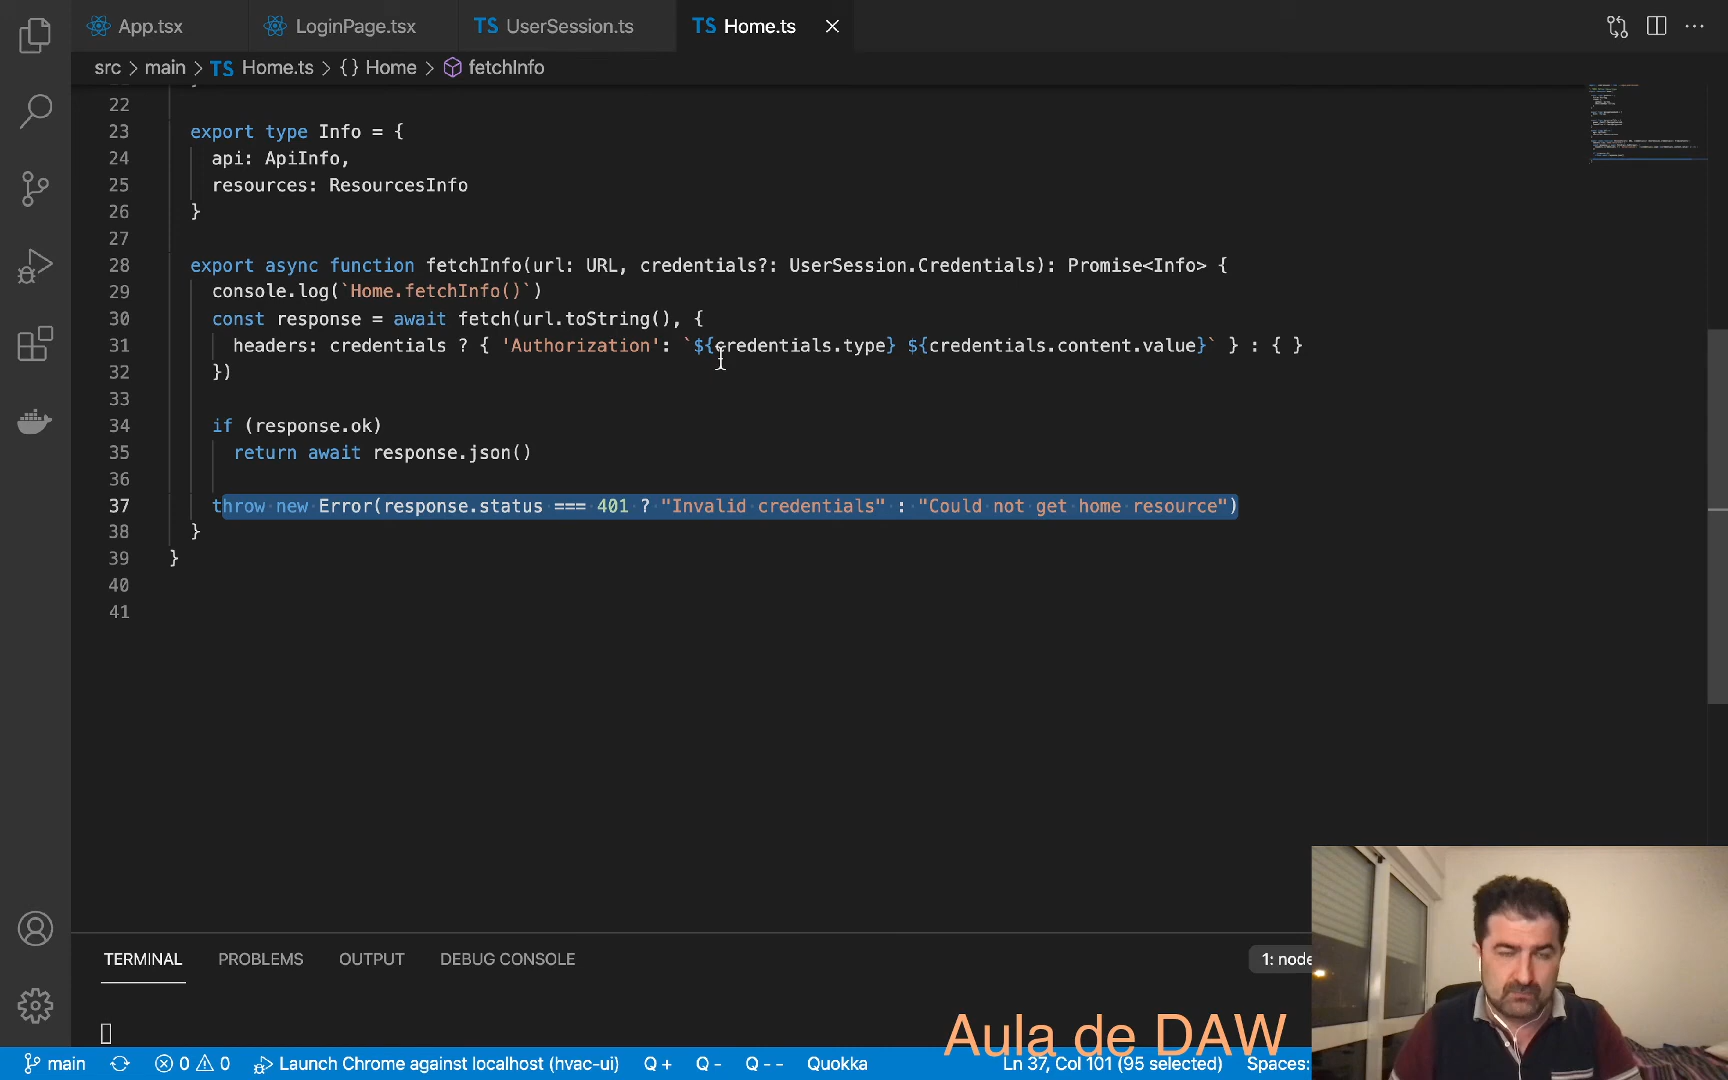 App.tsx
LoginPage.tsx
TS UserSession.ts
TS Home.ts
src > main > TS Home.ts > {} Home > fetchInfo
22
23 export type Info = {
24 api: ApiInfo,
25 resources: ResourcesInfo
26 }
27
28 export async function fetchInfo(url: URL, credentials?: UserSession.Credentials): Promise<Info> {
29 console.log(`Home.fetchInfo()`)
30 const response = await fetch(url.toString(), {
31 headers: credentials ? { 'Authorization': `${credentials.type} ${credentials.content.value}` } : { }
32 })
33
34 if (response.ok)
35 return await response.json()
36
37 throw new Error(response.status === 401 ? "Invalid credentials" : "Could not get home resource")
38 }
39 }
40
41
TERMINAL PROBLEMS OUTPUT DEBUG CONSOLE
1: node
Aula de DAW
main 0 0 Launch Chrome against localhost (hvac-ui) Q + Q - Q - - Quokka Ln 37, Col 101 (95 selected) Spaces: